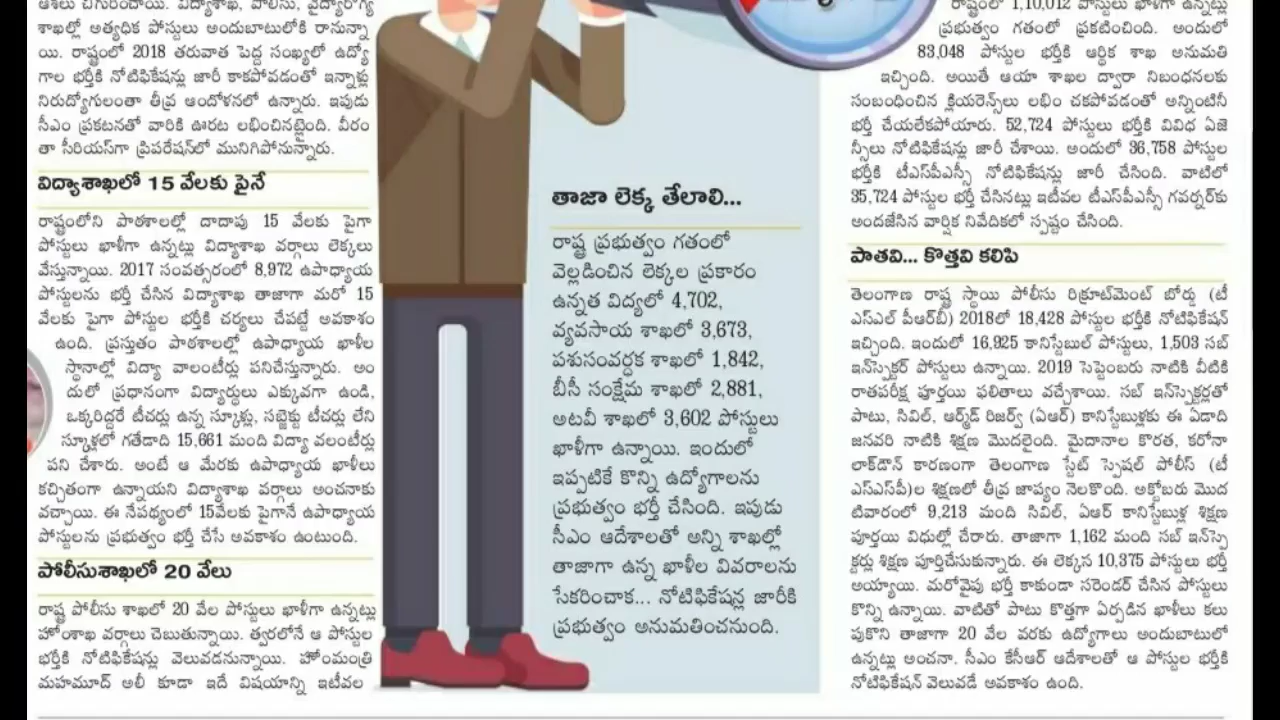 ఆశలు చిగురించాయి. విద్యాశాఖ, పోలీసు, వైద్యారోగ్య
శాఖల్లో అత్యధిక పోస్టులు అందుబాటులోకి రానున్నా
యి. రాష్ట్రంలో 2018 తరువాత పెద్ద సంఖ్యలో ఉద్యో
గాల భర్తీకి నోటిఫికేషన్లు జారీ కాకపోవడంతో ఇన్నాళ్లు
నిరుద్యోగులంతా తీవ్ర ఆందోళనలో ఉన్నారు. ఇపుడు
సీఎం ప్రకటనతో వారికి ఊరట లభించినట్లైంది. వీరం
తా సీరియస్‌గా ప్రిపరేషన్‌లో మునిగిపోనున్నారు.
విద్యాశాఖలో 15 వేలకు పైనే
రాష్ట్రంలోని పాఠశాలల్లో దాదాపు 15 వేలకు పైగా
పోస్టులు ఖాళీగా ఉన్నట్లు విద్యాశాఖ వర్గాలు లెక్కలు
వేస్తున్నాయి. 2017 సంవత్సరంలో 8,972 ఉపాధ్యాయ
పోస్టులను భర్తీ చేసిన విద్యాశాఖ తాజాగా మరో 15
వేలకు పైగా పోస్టుల భర్తీకి చర్యలు చేపట్టే అవకాశం
ఉంది. ప్రస్తుతం పాఠశాలల్లో ఉపాధ్యాయ ఖాళీల
స్థానాల్లో విద్యా వాలంటీర్లు పనిచేస్తున్నారు. అం
దులో ప్రధానంగా విద్యార్థులు ఎక్కువగా ఉండి,
ఒక్కరిద్దరే టీచర్లు ఉన్న స్కూళ్లు, సబ్జెక్టు టీచర్లు లేని
స్కూళ్లలో గతేడాది 15,661 మంది విద్యా వలంటీర్లు
పని చేశారు. అంటే ఆ మేరకు ఉపాధ్యాయ ఖాళీలు
కచ్చితంగా ఉన్నాయని విద్యాశాఖ వర్గాలు అంచనాకు
వచ్చాయి. ఈ నేపథ్యంలో 15వేలకు పైగానే ఉపాధ్యాయ
పోస్టులను ప్రభుత్వం భర్తీ చేసే అవకాశం ఉంటుంది.
పోలీసుశాఖలో 20 వేలు
రాష్ట్ర పోలీసు శాఖలో 20 వేల పోస్టులు ఖాళీగా ఉన్నట్లు
హోంశాఖ వర్గాలు చెబుతున్నాయి. త్వరలోనే ఆ పోస్టుల
భర్తీకి నోటిఫికేషన్లు వెలువడనున్నాయి. హోంమంత్రి
మహమూద్ అలీ కూడా ఇదే విషయాన్ని ఇటీవల
తాజా లెక్క తేలాలి...
రాష్ట్ర ప్రభుత్వం గతంలో
వెల్లడించిన లెక్కల ప్రకారం
ఉన్నత విద్యలో 4,702,
వ్యవసాయ శాఖలో 3,673,
పశుసంవర్ధక శాఖలో 1,842,
బీసీ సంక్షేమ శాఖలో 2,881,
అటవీ శాఖలో 3,602 పోస్టులు
ఖాళీగా ఉన్నాయి. ఇందులో
ఇప్పటికే కొన్ని ఉద్యోగాలను
ప్రభుత్వం భర్తీ చేసింది. ఇపుడు
సీఎం ఆదేశాలతో అన్ని శాఖల్లో
తాజాగా ఉన్న ఖాళీల వివరాలను
సేకరించాక... నోటిఫికేషన్ల జారీకి
ప్రభుత్వం అనుమతించనుంది.
రాష్ట్రంలో 1,10,012 పోస్టులు ఖాళీగా ఉన్నట్లు
ప్రభుత్వం గతంలో ప్రకటించింది. అందులో
83,048 పోస్టుల భర్తీకి ఆర్థిక శాఖ అనుమతి
ఇచ్చింది. అయితే ఆయా శాఖల ద్వారా నిబంధనలకు
సంబంధించిన క్లియరెన్స్‌లు లభిం చకపోవడంతో అన్నింటినీ
భర్తీ చేయలేకపోయారు. 52,724 పోస్టులు భర్తీకి వివిధ ఏజె
న్సీలు నోటిఫికేషన్లు జారీ చేశాయి. అందులో 36,758 పోస్టుల
భర్తీకి టీఎస్‌పీఎస్సీ నోటిఫికేషన్లు జారీ చేసింది. వాటిలో
35,724 పోస్టుల భర్తీ చేసినట్లు ఇటీవల టీఎస్‌పీఎస్సీ గవర్నర్‌కు
అందజేసిన వార్షిక నివేదికలో స్పష్టం చేసింది.
పాతవి... కొత్తవి కలిపి
తెలంగాణ రాష్ట్ర స్థాయి పోలీసు రిక్రూట్‌మెంట్ బోర్డు (టీ
ఎస్‌ఎల్ పీఆర్‌బీ) 2018లో 18,428 పోస్టుల భర్తీకి నోటిఫికేషన్
ఇచ్చింది. ఇందులో 16,925 కానిస్టేబుల్ పోస్టులు, 1,503 సబ్
ఇన్‌స్పెక్టర్ పోస్టులు ఉన్నాయి. 2019 సెప్టెంబరు నాటికి వీటికి
రాతపరీక్ష పూర్తయి ఫలితాలు వచ్చేశాయి. సబ్ ఇన్‌స్పెక్టర్లతో
పాటు, సివిల్, ఆర్మ్‌డ్ రిజర్వ్ (ఏఆర్) కానిస్టేబుళ్లకు ఈ ఏడాది
జనవరి నాటికి శిక్షణ మొదలైంది. మైదానాల కొరత, కరోనా
లాక్‌డౌన్ కారణంగా తెలంగాణ స్టేట్ స్పెషల్ పోలీస్ (టీ
ఎస్‌ఎస్‌పీ)ల శిక్షణలో తీవ్ర జాప్యం నెలకొంది. అక్టోబరు మొద
టివారంలో 9,213 మంది సివిల్, ఏఆర్ కానిస్టేబుళ్ల శిక్షణ
పూర్తయి విధుల్లో చేరారు. తాజాగా 1,162 మంది సబ్ ఇన్‌స్పె
క్టర్లు శిక్షణ పూర్తిచేసుకున్నారు. ఈ లెక్కన 10,375 పోస్టులు భర్తీ
అయ్యాయి. మరోవైపు భర్తీ కాకుండా సరెండర్ చేసిన పోస్టులు
కొన్ని ఉన్నాయి. వాటితో పాటు కొత్తగా ఏర్పడిన ఖాళీలు కలు
పుకొని తాజాగా 20 వేల వరకు ఉద్యోగాలు అందుబాటులో
ఉన్నట్లు అంచనా. సీఎం కేసీఆర్ ఆదేశాలతో ఆ పోస్టుల భర్తీకి
నోటిఫికేషన్ వెలువడే అవకాశం ఉంది.